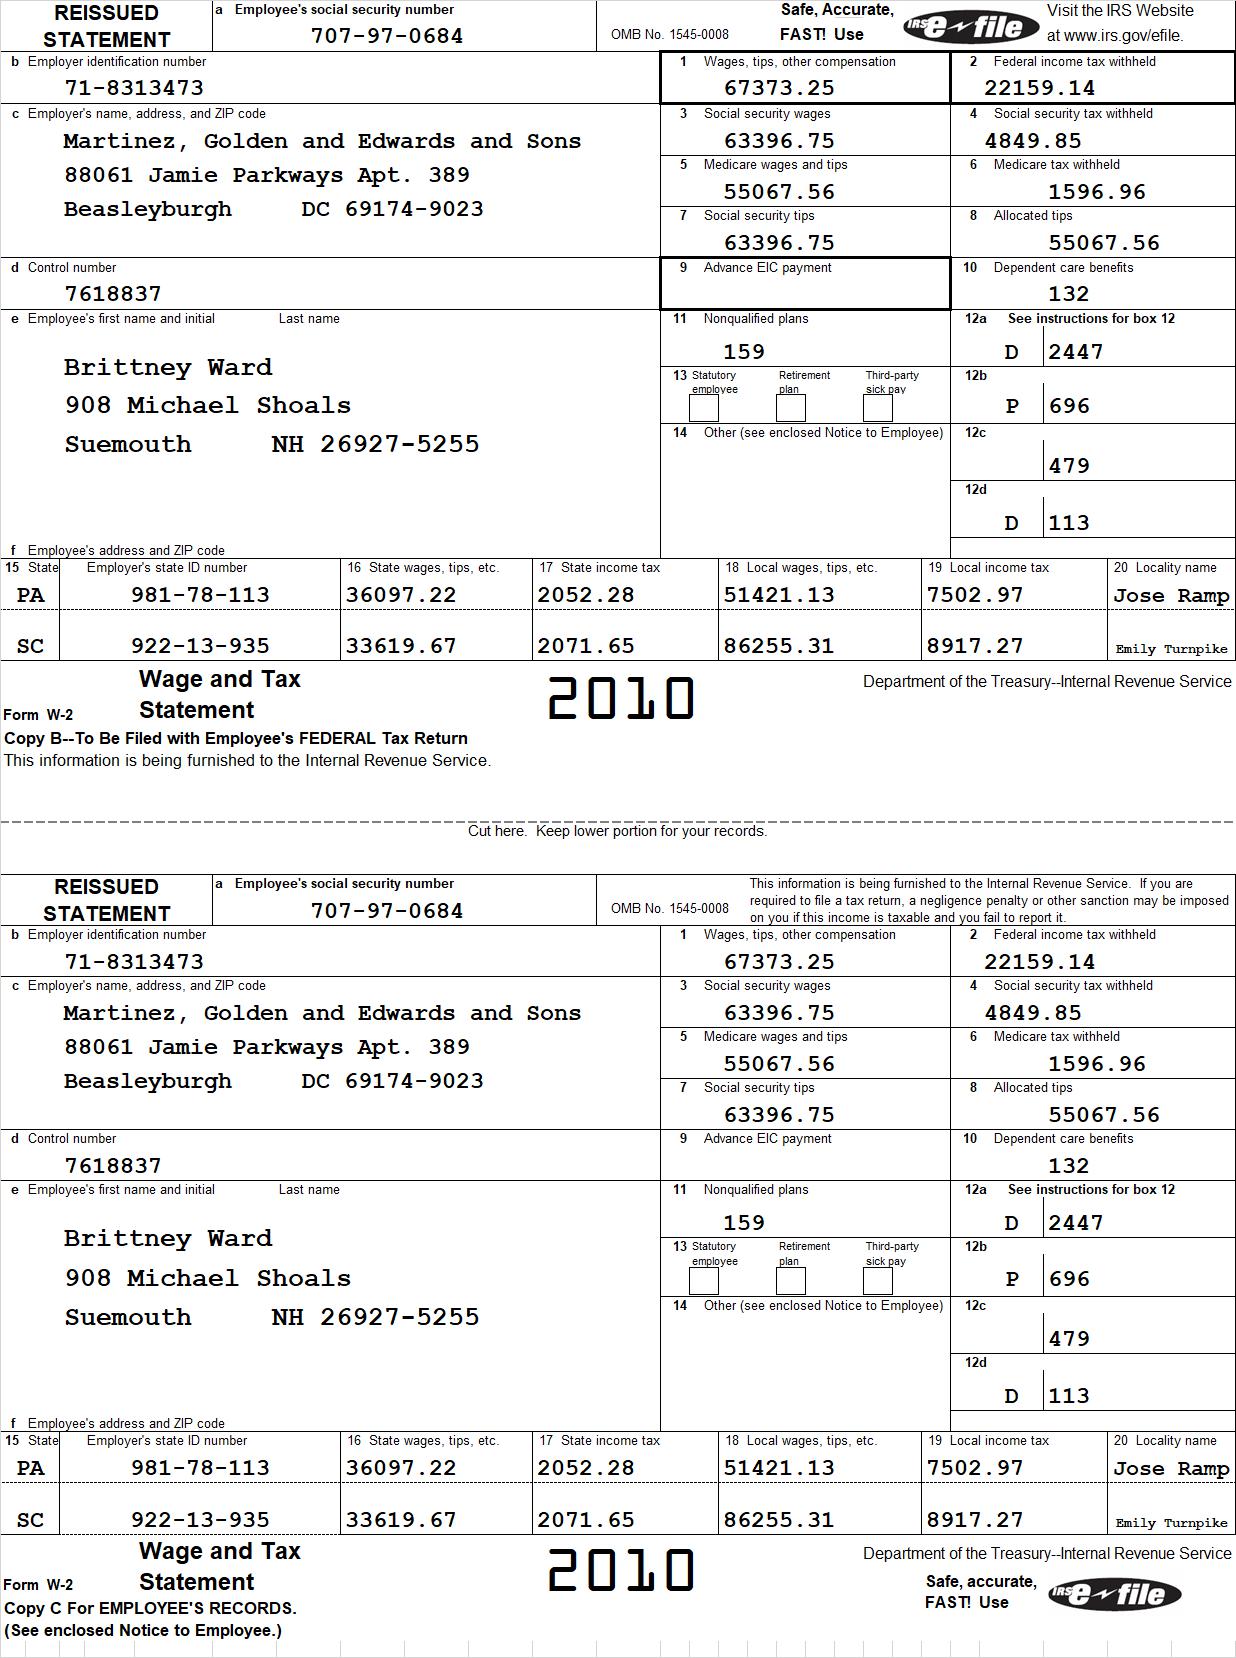 REISSUED STATEMENT
a Employee's social security number
707-97-0684
OMB No. 1545-0008
Safe, Accurate,
FAST! Use
IRS e~file
Visit the IRS Website
at www.irs.gov/efile.
b Employer identification number
71-8313473
1 Wages, tips, other compensation
67373.25
2 Federal income tax withheld
22159.14
c Employer's name, address, and ZIP code
Martinez, Golden and Edwards and Sons
88061 Jamie Parkways Apt. 389
Beasleyburgh DC 69174-9023
3 Social security wages
63396.75
4 Social security tax withheld
4849.85
5 Medicare wages and tips
55067.56
6 Medicare tax withheld
1596.96
7 Social security tips
63396.75
8 Allocated tips
55067.56
d Control number
7618837
9 Advance EIC payment
10 Dependent care benefits
132
e Employee's first name and initial Last name
Brittney Ward
908 Michael Shoals
Suemouth NH 26927-5255
f Employee's address and ZIP code
11 Nonqualified plans
159
12a See instructions for box 12
D 2447
13 Statutory employee Retirement plan Third-party sick pay
12b
P 696
14 Other (see enclosed Notice to Employee)
12c
479
12d
D 113
15 State Employer's state ID number 16 State wages, tips, etc. 17 State income tax 18 Local wages, tips, etc. 19 Local income tax 20 Locality name
PA 981-78-113 36097.22 2052.28 51421.13 7502.97 Jose Ramp
SC 922-13-935 33619.67 2071.65 86255.31 8917.27 Emily Turnpike
Form W-2
Wage and Tax
Statement
2010
Department of the Treasury--Internal Revenue Service
Copy B--To Be Filed with Employee's FEDERAL Tax Return
This information is being furnished to the Internal Revenue Service.
Cut here. Keep lower portion for your records.
REISSUED STATEMENT
a Employee's social security number
707-97-0684
OMB No. 1545-0008
This information is being furnished to the Internal Revenue Service. If you are
required to file a tax return, a negligence penalty or other sanction may be imposed
on you if this income is taxable and you fail to report it.
b Employer identification number
71-8313473
1 Wages, tips, other compensation
67373.25
2 Federal income tax withheld
22159.14
c Employer's name, address, and ZIP code
Martinez, Golden and Edwards and Sons
88061 Jamie Parkways Apt. 389
Beasleyburgh DC 69174-9023
3 Social security wages
63396.75
4 Social security tax withheld
4849.85
5 Medicare wages and tips
55067.56
6 Medicare tax withheld
1596.96
7 Social security tips
63396.75
8 Allocated tips
55067.56
d Control number
7618837
9 Advance EIC payment
10 Dependent care benefits
132
e Employee's first name and initial Last name
Brittney Ward
908 Michael Shoals
Suemouth NH 26927-5255
f Employee's address and ZIP code
11 Nonqualified plans
159
12a See instructions for box 12
D 2447
13 Statutory employee Retirement plan Third-party sick pay
12b
P 696
14 Other (see enclosed Notice to Employee)
12c
479
12d
D 113
15 State Employer's state ID number 16 State wages, tips, etc. 17 State income tax 18 Local wages, tips, etc. 19 Local income tax 20 Locality name
PA 981-78-113 36097.22 2052.28 51421.13 7502.97 Jose Ramp
SC 922-13-935 33619.67 2071.65 86255.31 8917.27 Emily Turnpike
Form W-2
Wage and Tax
Statement
2010
Department of the Treasury--Internal Revenue Service
Safe, accurate,
FAST! Use
IRS e~file
Copy C For EMPLOYEE'S RECORDS.
(See enclosed Notice to Employee.)